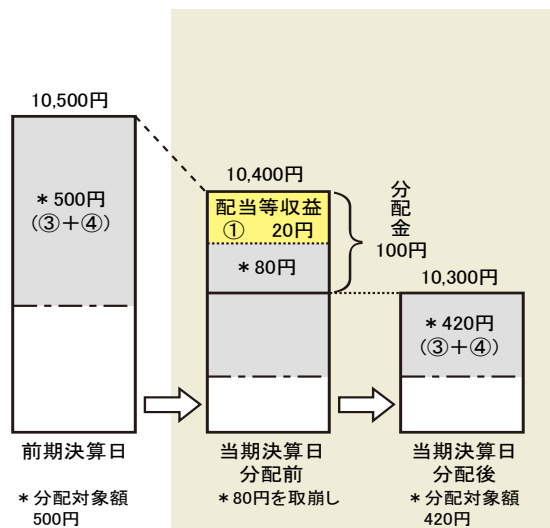 10,500円
＊500円
（③＋④）
前期決算日
＊分配対象額
500円
10,400円
配当等収益
① 20円
＊80円
分配金
100円
当期決算日
分配前
＊80円を取崩し
10,300円
＊420円
（③＋④）
当期決算日
分配後
＊分配対象額
420円